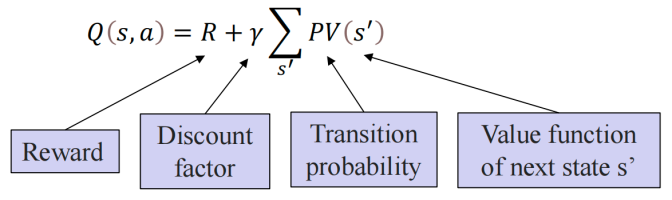 Q(s, a) = R + γ ∑ PV(s′)
s′
Reward
Discount
factor
Transition
probability
Value function
of next state s’